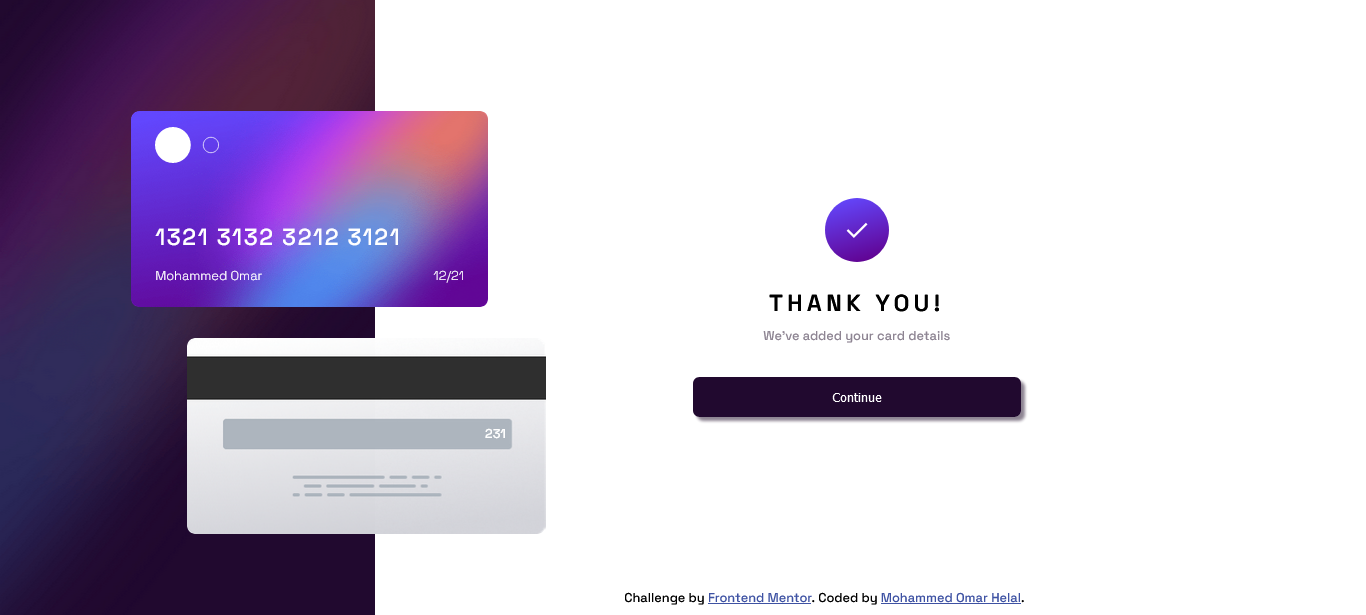 1321 3132 3212 3121
Mohammed Omar 12/21
231
THANK YOU!
We've added your card details
Continue
Challenge by Frontend Mentor. Coded by Mohammed Omar Helal.